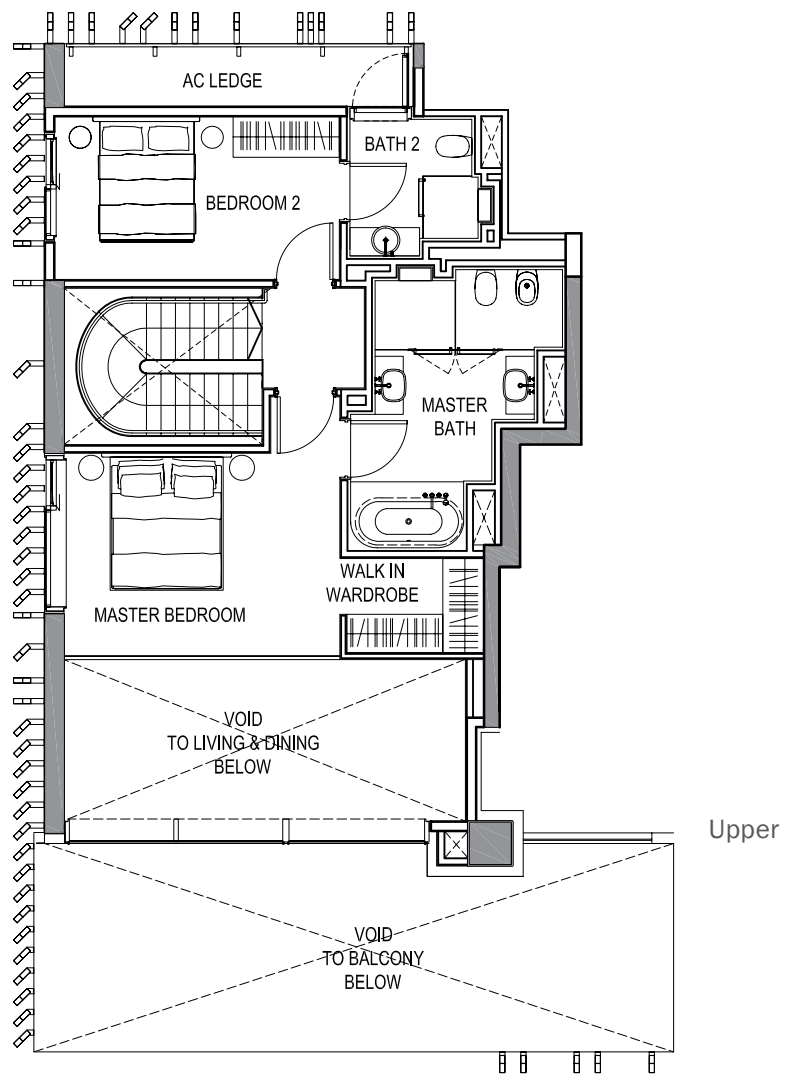 AC LEDGE
BATH 2
BEDROOM 2
MASTER
BATH
WALK IN
WARDROBE
MASTER BEDROOM
VOID
TO LIVING & DINING
BELOW
Upper
VOID
TO BALCONY
BELOW